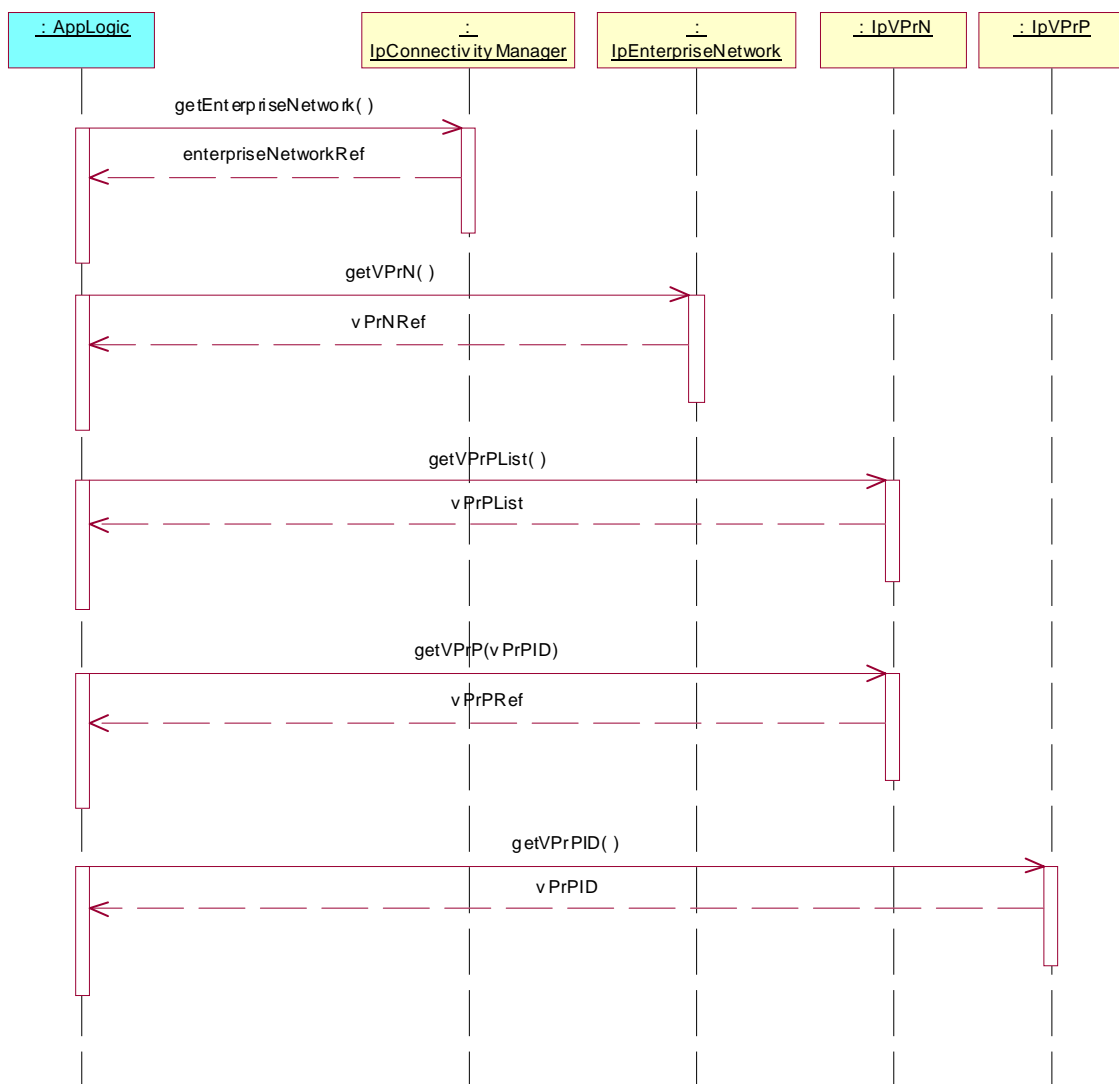 : AppLogic
:
IpConnectivityManager
:
IpEnterpriseNetwork
: IpVPrN
: IpVPrP
getEnterpriseNetwork( )
enterpriseNetworkRef
getVPrN( )
vPrNRef
getVPrPList( )
vPrPList
getVPrP(vPrPID)
vPrPRef
getVPrPID( )
vPrPID